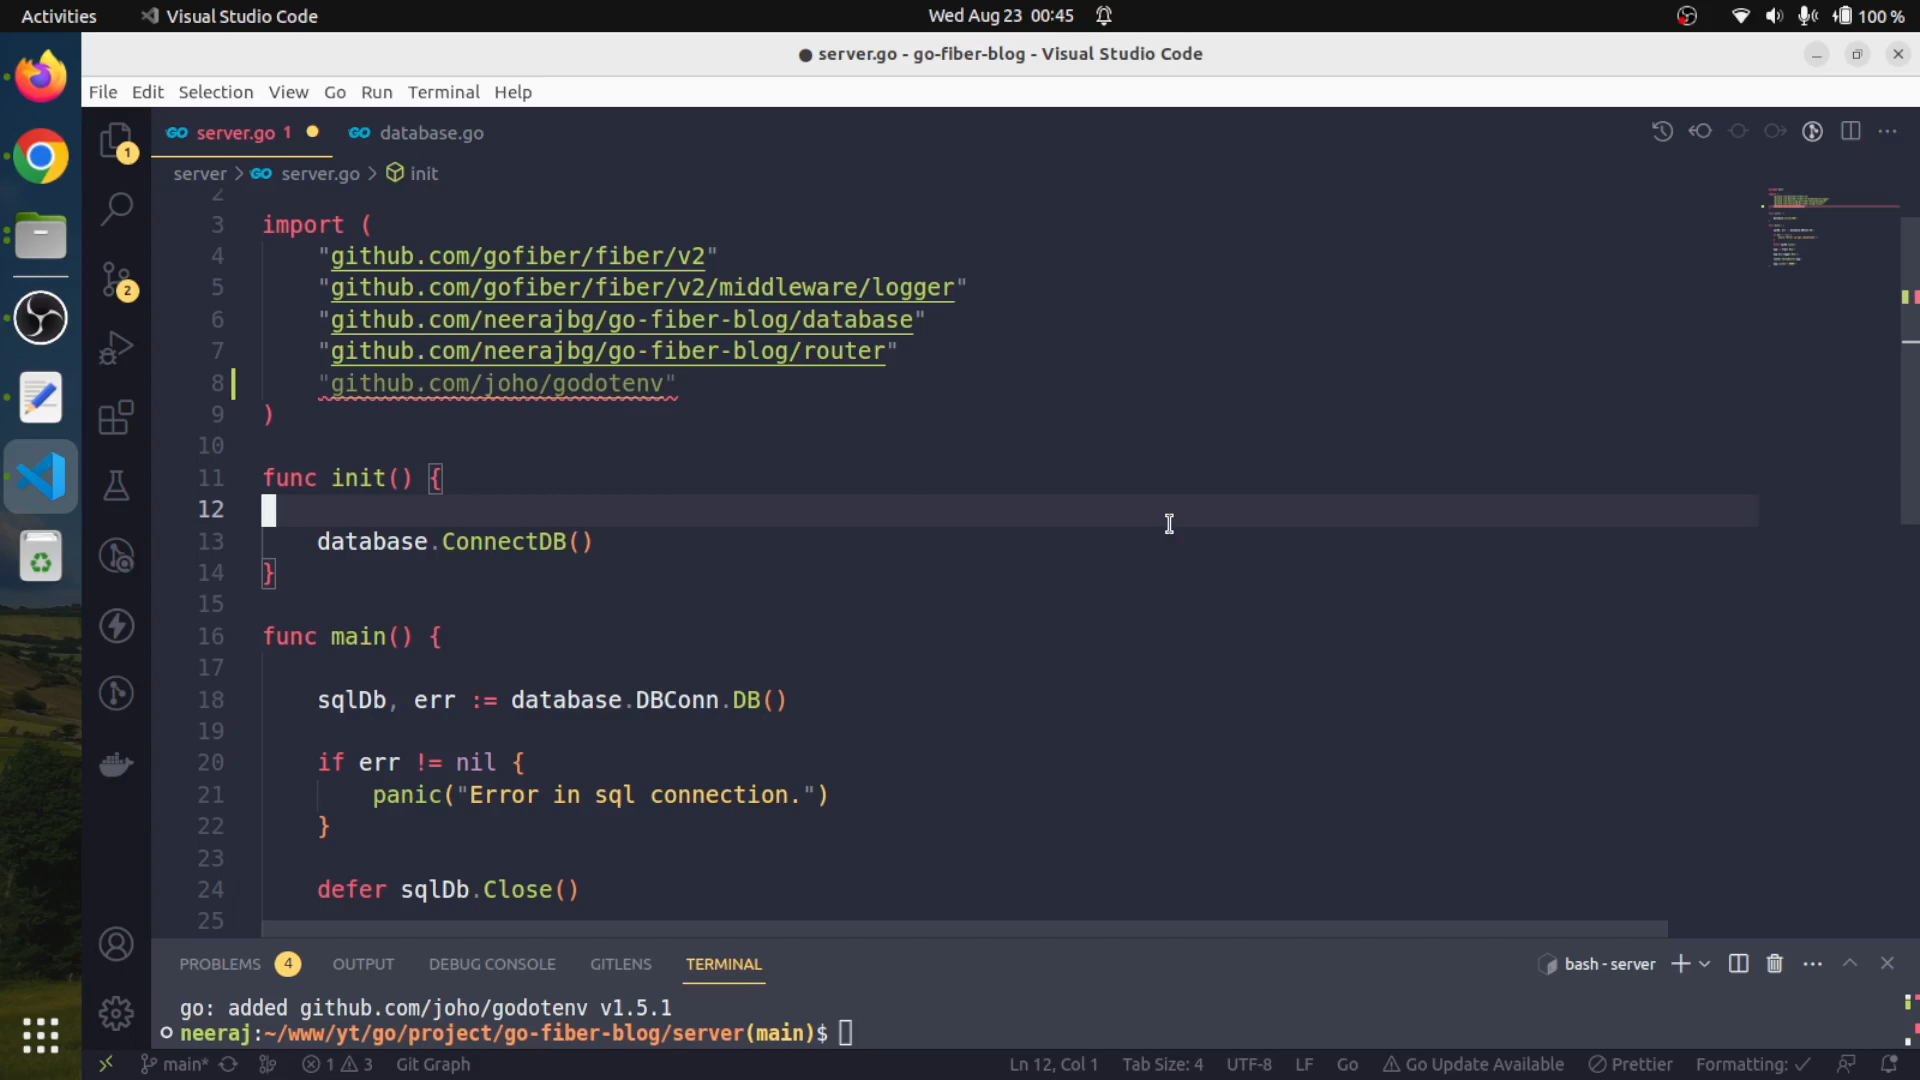 Activities
Visual Studio Code
Wed Aug 23 00:45
100 %
● server.go - go-fiber-blog - Visual Studio Code
File Edit Selection View Go Run Terminal Help
GO server.go 1
GO database.go
server > GO server.go > init
1
2
2
3 import (
4 "github.com/gofiber/fiber/v2"
5 "github.com/gofiber/fiber/v2/middleware/logger"
6 "github.com/neerajbg/go-fiber-blog/database"
7 "github.com/neerajbg/go-fiber-blog/router"
8 "github.com/joho/godotenv"
9 )
10
11 func init() {
12
13 database.ConnectDB()
14 }
15
16 func main() {
17
18 sqlDb, err := database.DBConn.DB()
19
20 if err != nil {
21 panic("Error in sql connection.")
22 }
23
24 defer sqlDb.Close()
25
PROBLEMS 4 OUTPUT DEBUG CONSOLE GITLENS TERMINAL
bash - server
go: added github.com/joho/godotenv v1.5.1
neeraj:~/www/yt/go/project/go-fiber-blog/server(main)$
main* 1 3 Git Graph
Ln 12, Col 1 Tab Size: 4 UTF-8 LF Go Go Update Available Prettier Formatting: ✓